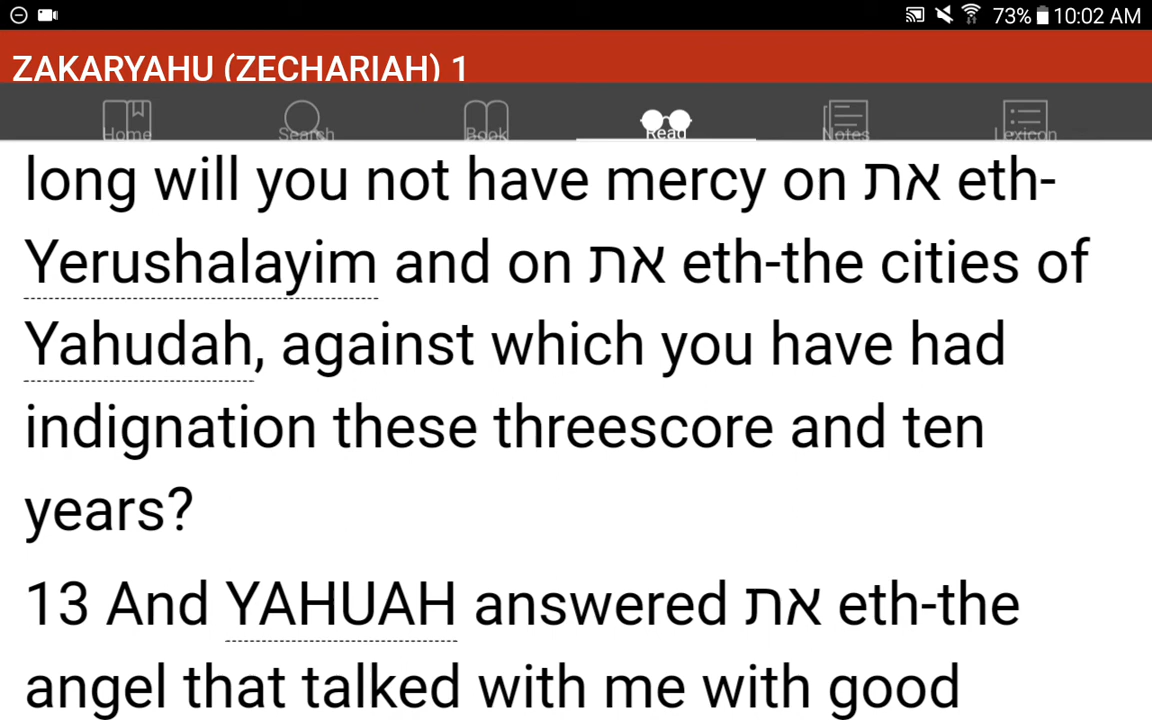 73% 10:02 AM
ZAKARYAHU (ZECHARIAH) 1
Home Search Book Read Notes Lexicon
long will you not have mercy on את eth-
Yerushalayim and on את eth-the cities of
Yahudah, against which you have had
indignation these threescore and ten
years?
13 And YAHUAH answered את eth-the
angel that talked with me with good